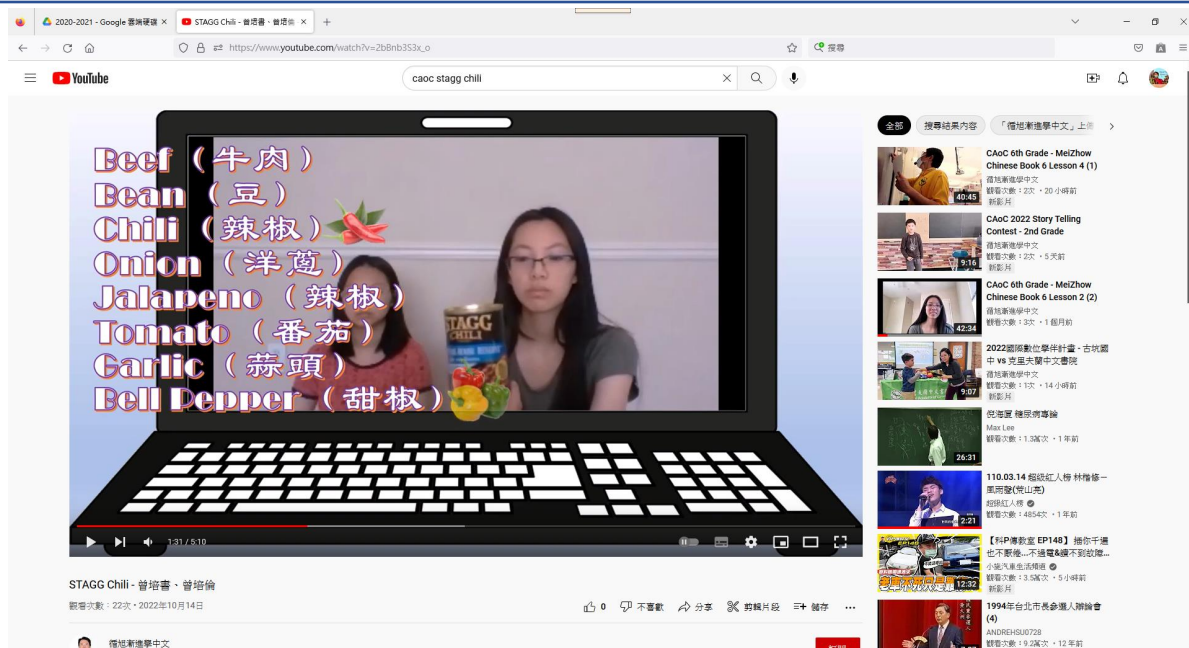 2020-2021 - Google 雲端硬碟
STAGG Chili - 曾培書、曾培倫
https://www.youtube.com/watch?v=2bBnb3S3x_o
搜尋
YouTube
caoc stagg chili
Beef（牛肉）
Bean（豆）
Chili（辣椒）
Onion（洋蔥）
Jalapeno（辣椒）
Tomato（番茄）
Garlic（蒜頭）
Bell Pepper（甜椒）
STAGG
CHILI
1:31 / 5:10
STAGG Chili - 曾培書、曾培倫
觀看次數：22次・2022年10月14日
0
不喜歡
分享
剪輯片段
儲存
循旭漸進學中文
訂閱
全部
搜尋結果內容
「循旭漸進學中文」上傳
CAoC 6th Grade - MeiZhow
Chinese Book 6 Lesson 4 (1)
循旭漸進學中文
觀看次數：2次・20 小時前
新影片
40:45
CAoC 2022 Story Telling
Contest - 2nd Grade
循旭漸進學中文
觀看次數：2次・5 天前
新影片
9:16
CAoC 6th Grade - MeiZhow
Chinese Book 6 Lesson 2 (2)
循旭漸進學中文
觀看次數：3次・1 個月前
42:34
2022國際數位學伴計畫 - 古坑國
中 vs 克里夫蘭中文書院
循旭漸進學中文
觀看次數：1次・14 小時前
新影片
9:07
倪海厦 糖尿病專論
Max Lee
觀看次數：1.3萬次・1 年前
26:31
110.03.14 超級紅人榜 林楷修－
風雨聲(荒山亮)
超級紅人榜
觀看次數：4854次・1 年前
2:21
【科P傳教室 EP148】插你千遍
也不厭倦...不過電&讀不到故障...
小施汽車生活頻道
觀看次數：3.5萬次・5 小時前
新影片
12:32
1994年台北市長參選人辯論會
(4)
ANDREHSU0728
觀看次數：9.2萬次・12 年前